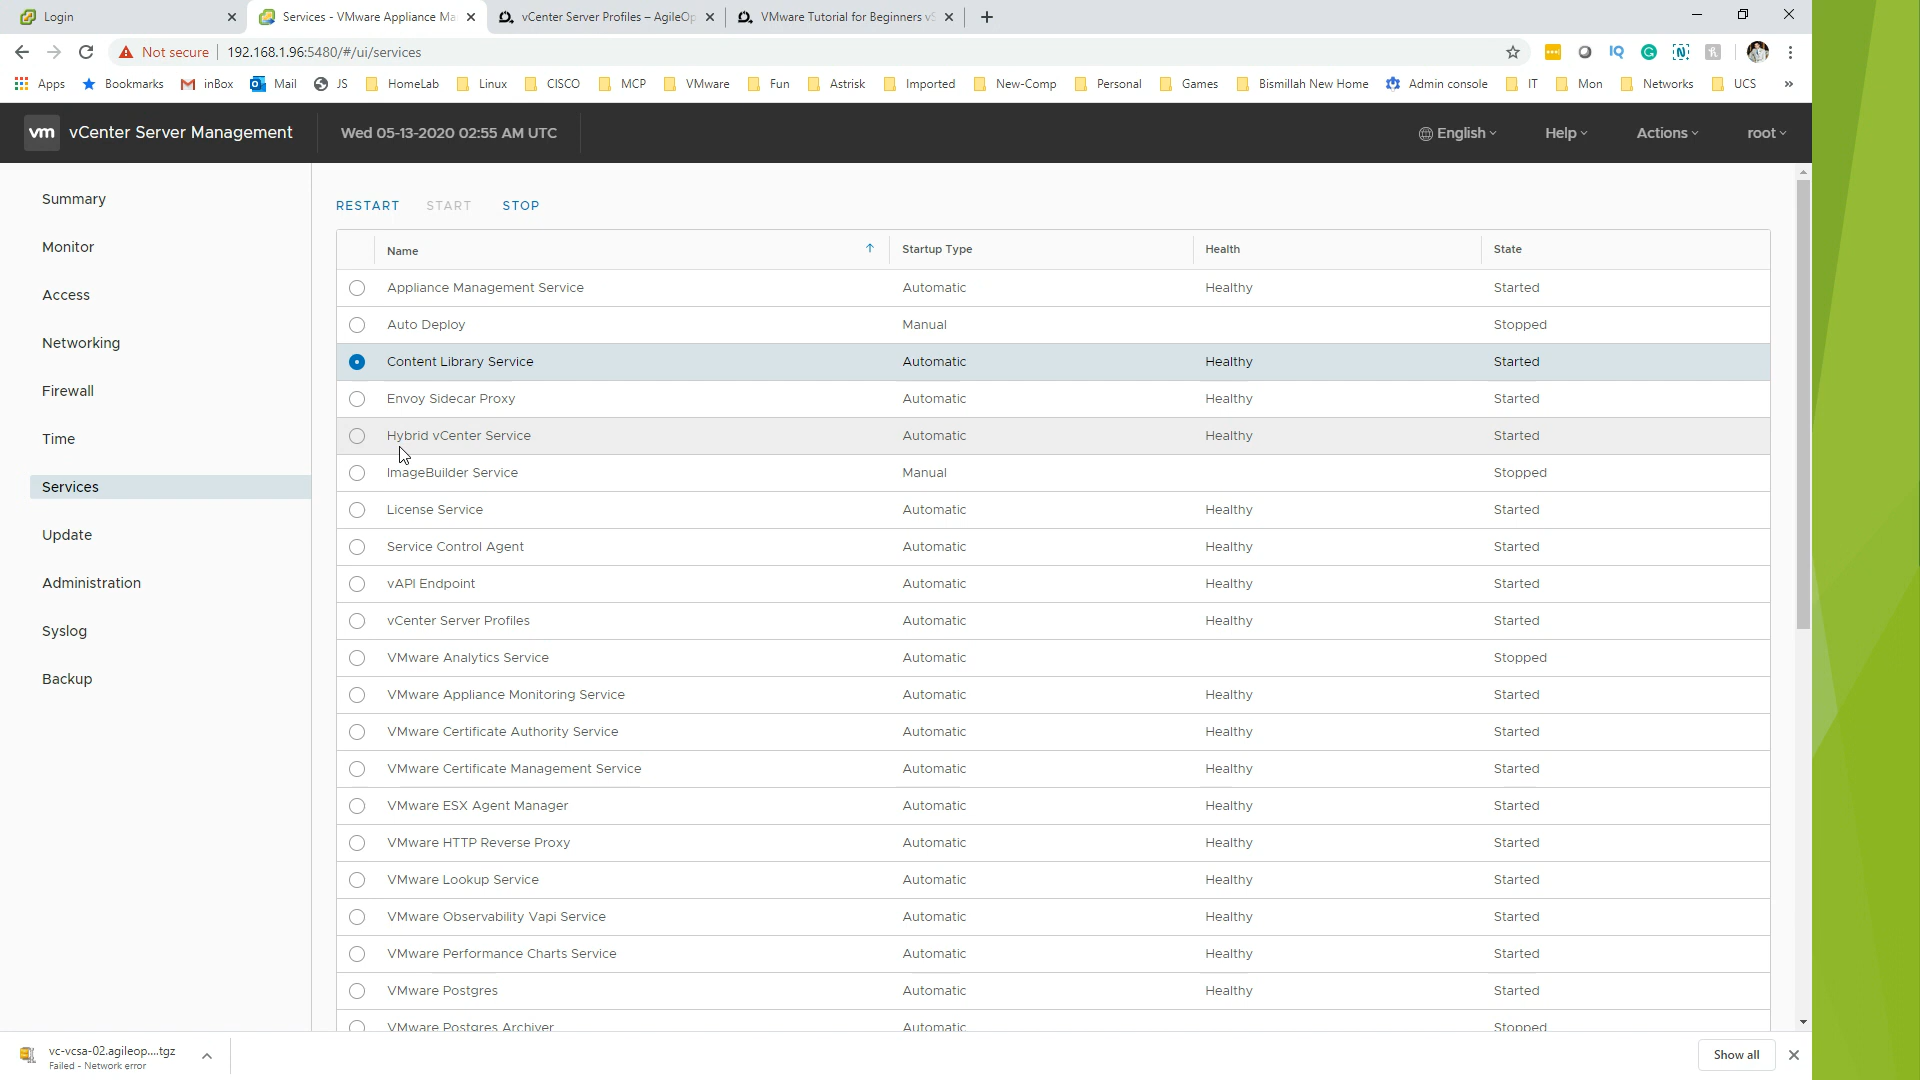 Login
Services - VMware Appliance Ma
vCenter Server Profiles – AgileOp
VMware Tutorial for Beginners vS
Not secure
192.168.1.96:5480/#/ui/services
Apps
Bookmarks
inBox
Mail
JS
HomeLab
Linux
CISCO
MCP
VMware
Fun
Astrisk
Imported
New-Comp
Personal
Games
Bismillah New Home
Admin console
IT
Mon
Networks
UCS
»
vm vCenter Server Management
Wed 05-13-2020 02:55 AM UTC
English
Help
Actions
root
Summary
Monitor
Access
Networking
Firewall
Time
Services
Update
Administration
Syslog
Backup
RESTART START STOP
Name Startup Type Health State
Appliance Management Service Automatic Healthy Started
Auto Deploy Manual Stopped
Content Library Service Automatic Healthy Started
Envoy Sidecar Proxy Automatic Healthy Started
Hybrid vCenter Service Automatic Healthy Started
ImageBuilder Service Manual Stopped
License Service Automatic Healthy Started
Service Control Agent Automatic Healthy Started
vAPI Endpoint Automatic Healthy Started
vCenter Server Profiles Automatic Healthy Started
VMware Analytics Service Automatic Stopped
VMware Appliance Monitoring Service Automatic Healthy Started
VMware Certificate Authority Service Automatic Healthy Started
VMware Certificate Management Service Automatic Healthy Started
VMware ESX Agent Manager Automatic Healthy Started
VMware HTTP Reverse Proxy Automatic Healthy Started
VMware Lookup Service Automatic Healthy Started
VMware Observability Vapi Service Automatic Healthy Started
VMware Performance Charts Service Automatic Healthy Started
VMware Postgres Automatic Healthy Started
VMware Postgres Archiver Automatic Stopped
vc-vcsa-02.agileop....tgz
Failed - Network error
Show all